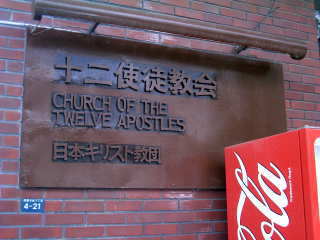 十二使徒教会
CHURCH OF THE
TWELVE APOSTLES
日本キリスト教団
4-21
Cola